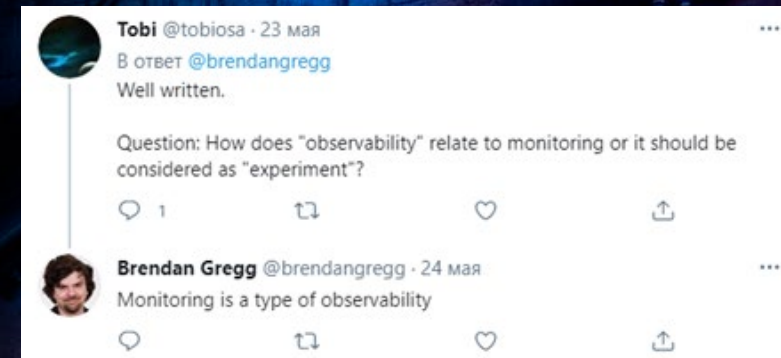 Tobi @tobiosa · 23 мая
В ответ @brendangregg
Well written.
Question: How does "observability" relate to monitoring or it should be
considered as "experiment"?
1
Brendan Gregg @brendangregg · 24 мая
Monitoring is a type of observability